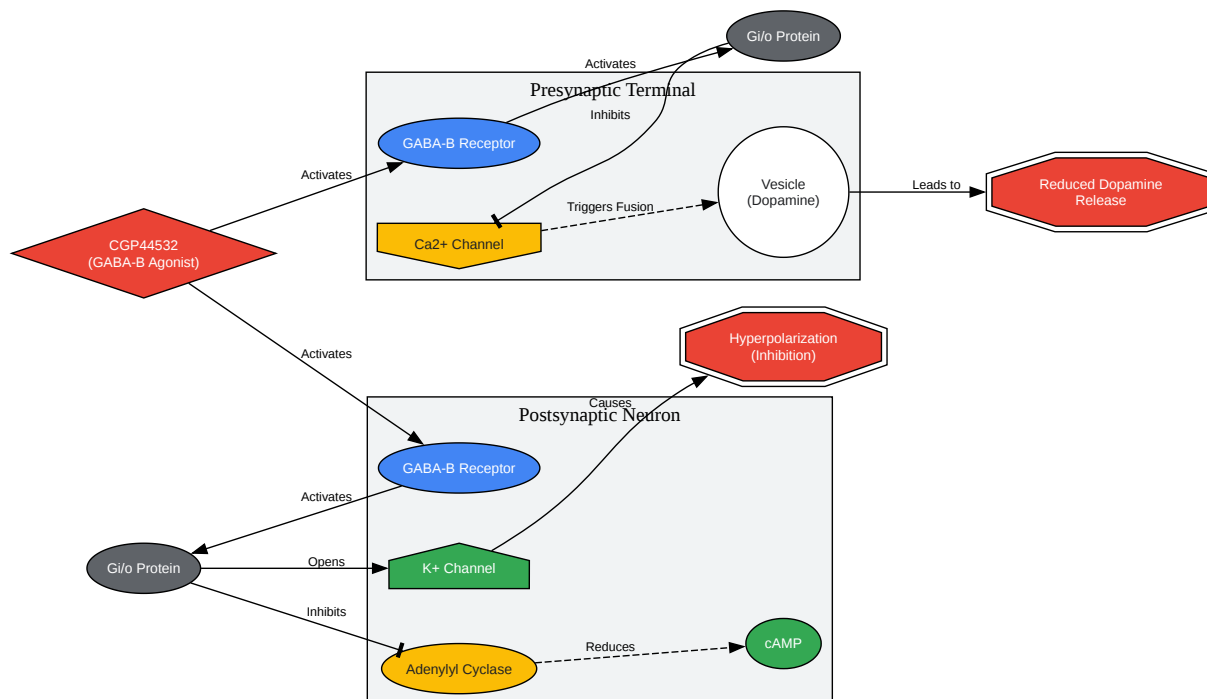 Gi/o Protein
Activates
Presynaptic Terminal
Inhibits
GABA-B Receptor
Activates
Vesicle
(Dopamine)
Leads to
Reduced Dopamine
Release
Triggers Fusion
Ca2+ Channel
CGP44532
(GABA-B Agonist)
Hyperpolarization
(Inhibition)
Activates
Causes
Postsynaptic Neuron
GABA-B Receptor
Activates
Gi/o Protein
Opens
K+ Channel
Inhibits
Adenylyl Cyclase
Reduces
cAMP